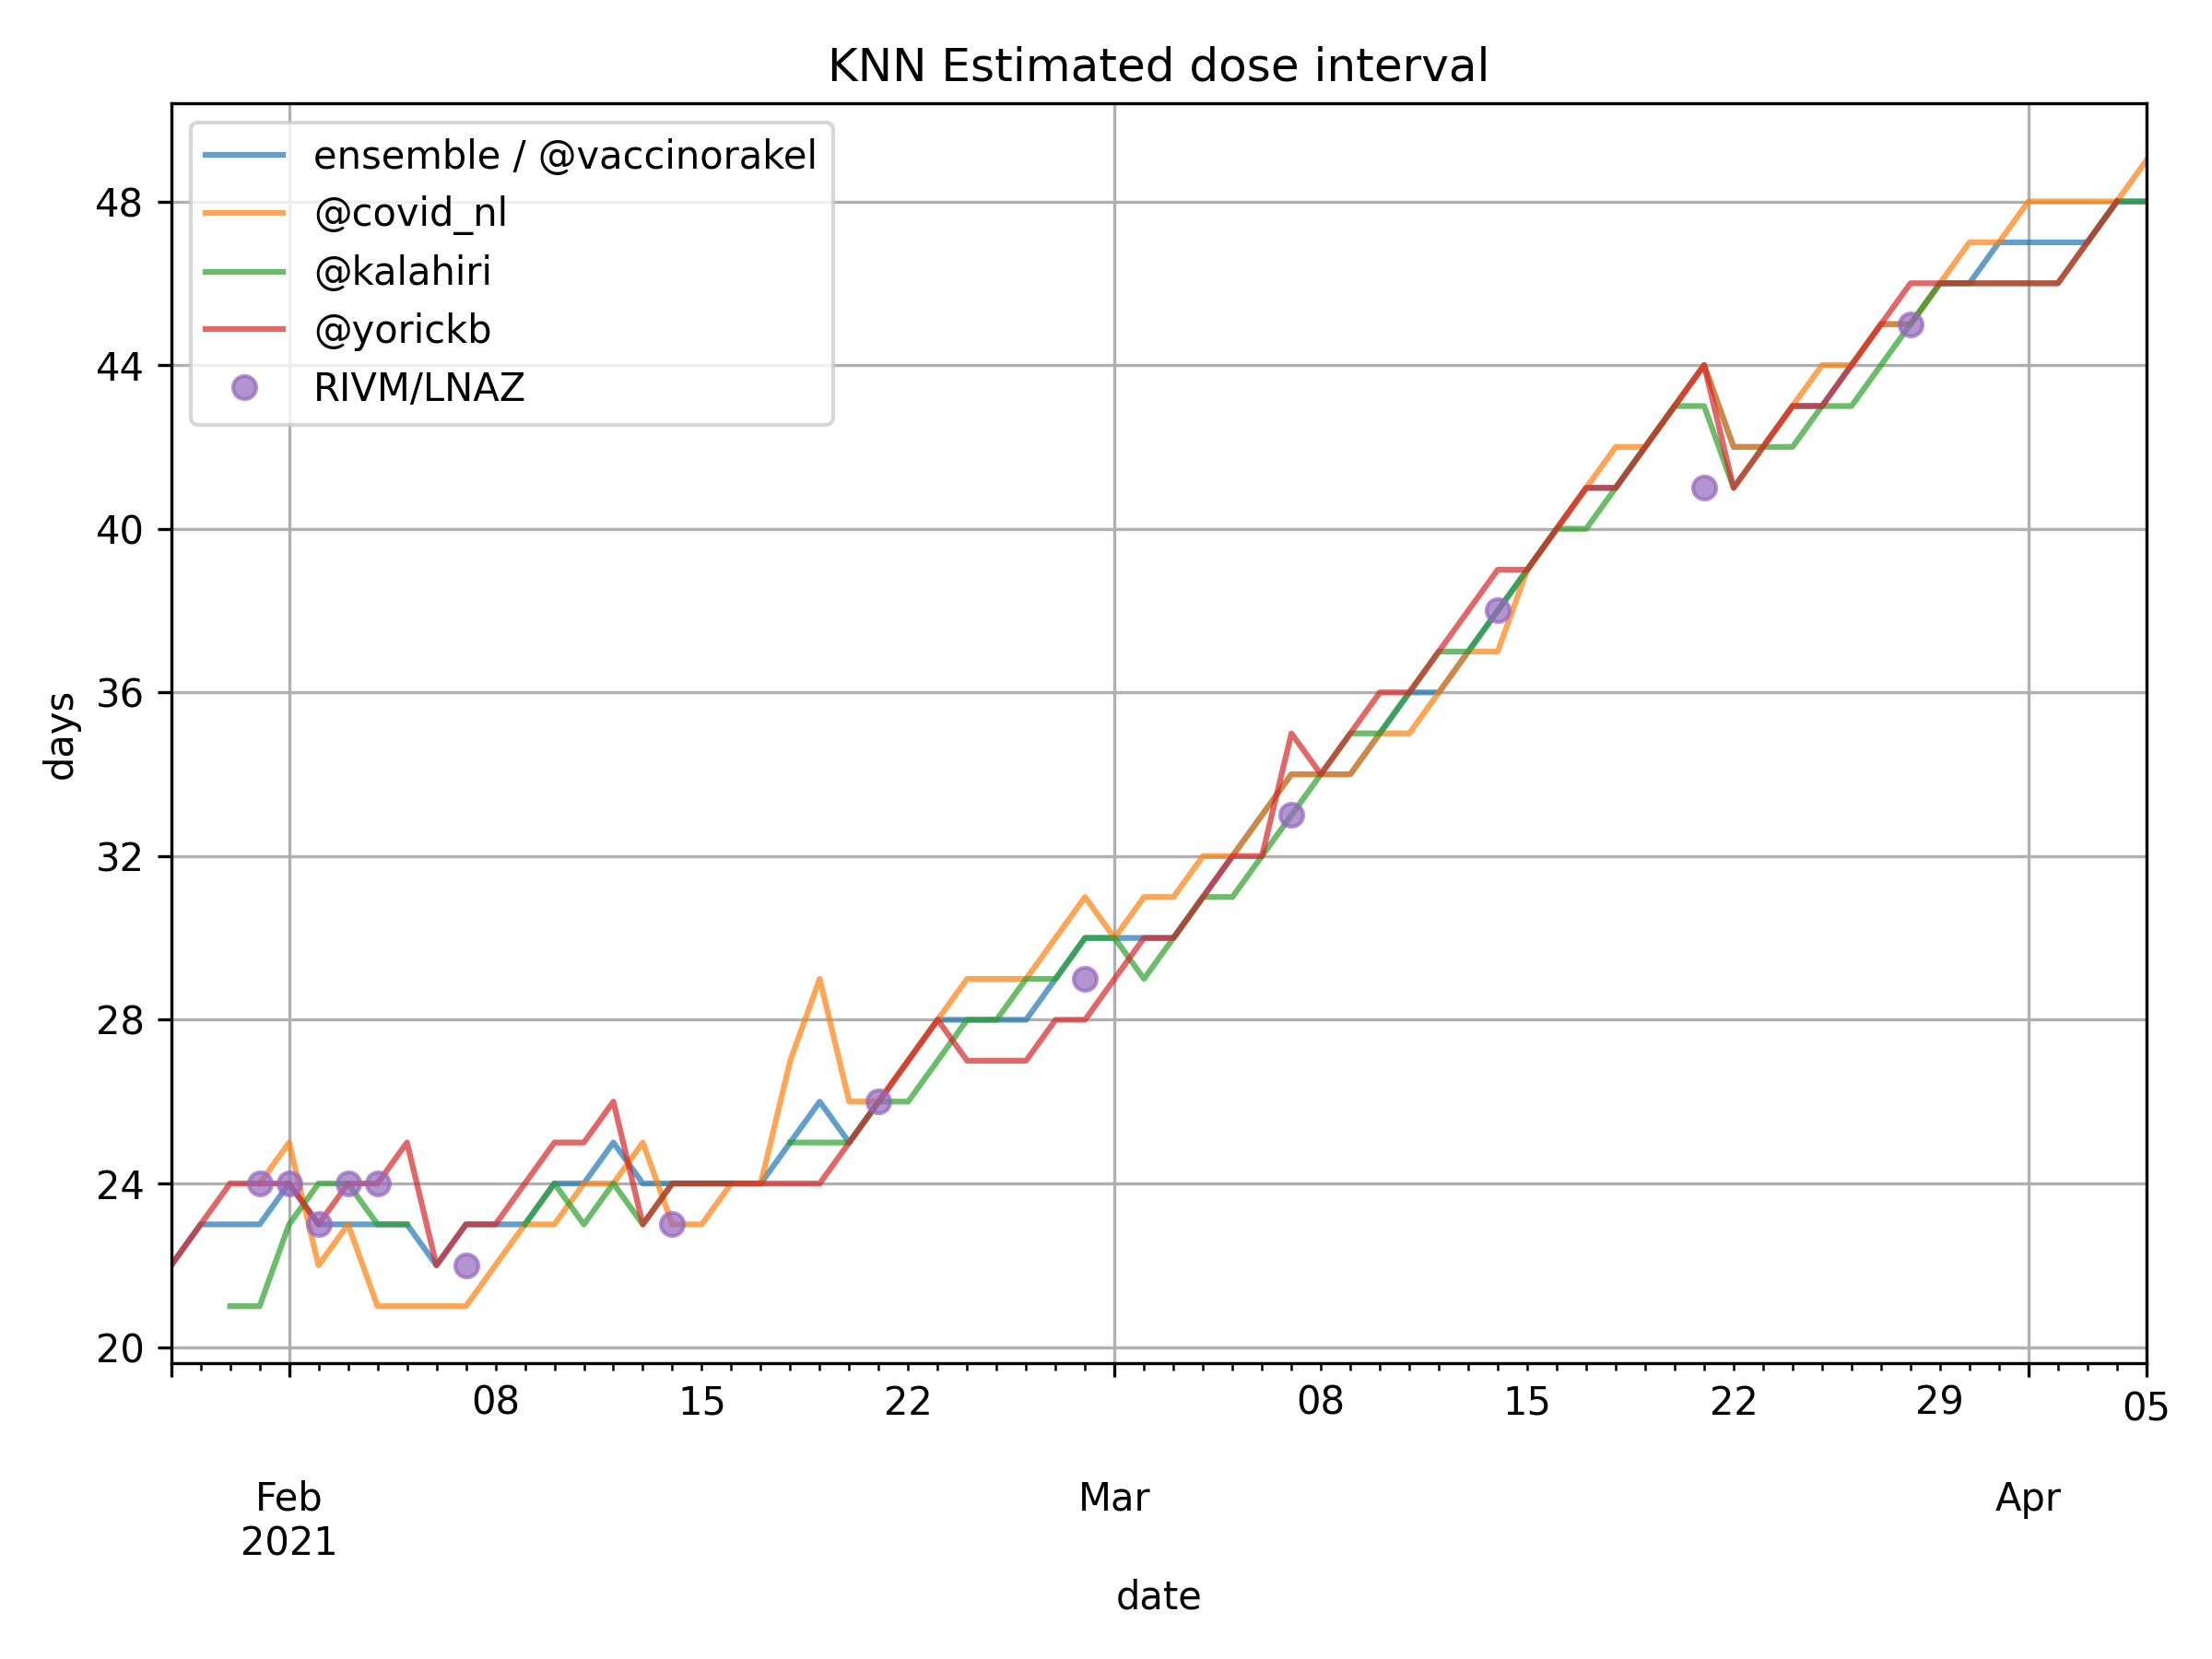 KNN Estimated dose interval
ensemble / @vaccinorakel
@covid_nl
@kalahiri
@yorickb
RIVM/LNAZ
48
44
40
36
32
28
24
20
days
08 15 22 08 15 22 29 05
Feb Mar Apr
2021
date